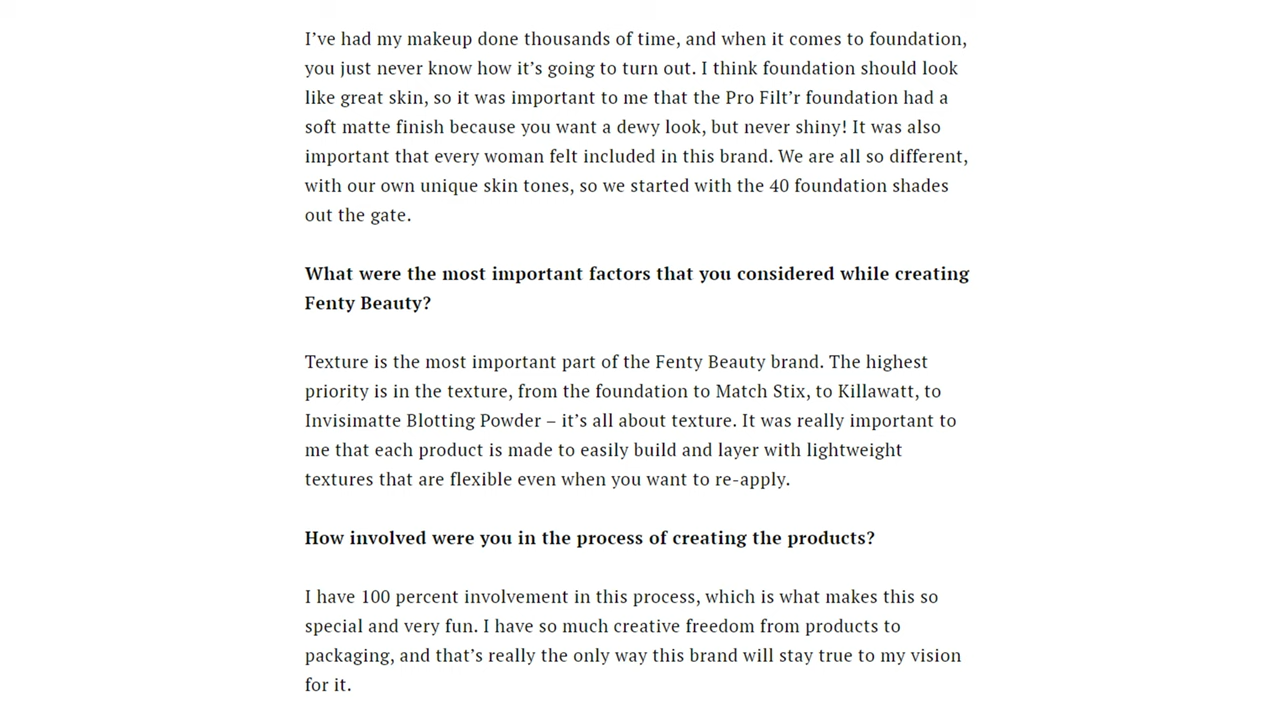 I’ve had my makeup done thousands of time, and when it comes to foundation,
you just never know how it’s going to turn out. I think foundation should look
like great skin, so it was important to me that the Pro Filt’r foundation had a
soft matte finish because you want a dewy look, but never shiny! It was also
important that every woman felt included in this brand. We are all so different,
with our own unique skin tones, so we started with the 40 foundation shades
out the gate.
What were the most important factors that you considered while creating
Fenty Beauty?
Texture is the most important part of the Fenty Beauty brand. The highest
priority is in the texture, from the foundation to Match Stix, to Killawatt, to
Invisimatte Blotting Powder – it’s all about texture. It was really important to
me that each product is made to easily build and layer with lightweight
textures that are flexible even when you want to re-apply.
How involved were you in the process of creating the products?
I have 100 percent involvement in this process, which is what makes this so
special and very fun. I have so much creative freedom from products to
packaging, and that’s really the only way this brand will stay true to my vision
for it.